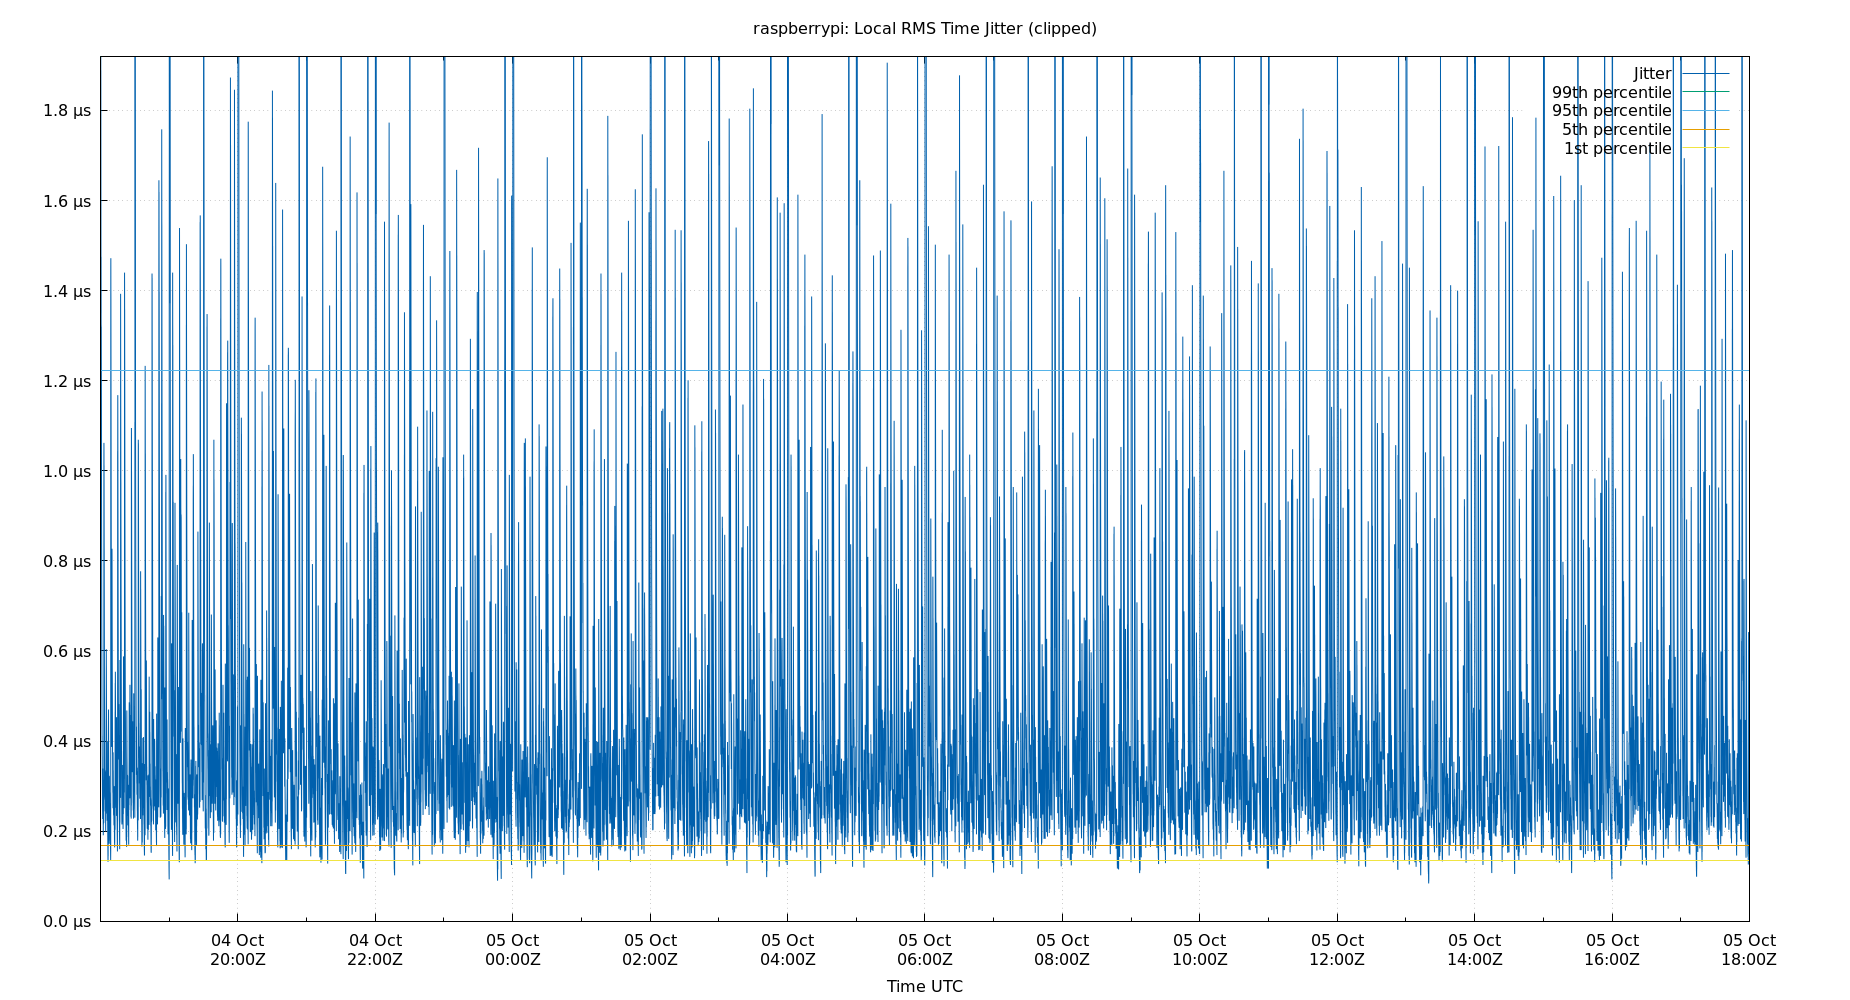 raspberrypi: Local RMS Time Jitter (clipped)
Jitter
99th percentile
95th percentile
5th percentile
1st percentile
1.8 µs
1.6 µs
1.4 µs
1.2 µs
1.0 µs
0.8 µs
0.6 µs
0.4 µs
0.2 µs
0.0 µs
04 Oct 04 Oct 05 Oct 05 Oct 05 Oct 05 Oct 05 Oct 05 Oct 05 Oct 05 Oct 05 Oct 05 Oct
20:00Z 22:00Z 00:00Z 02:00Z 04:00Z 06:00Z 08:00Z 10:00Z 12:00Z 14:00Z 16:00Z 18:00Z
Time UTC